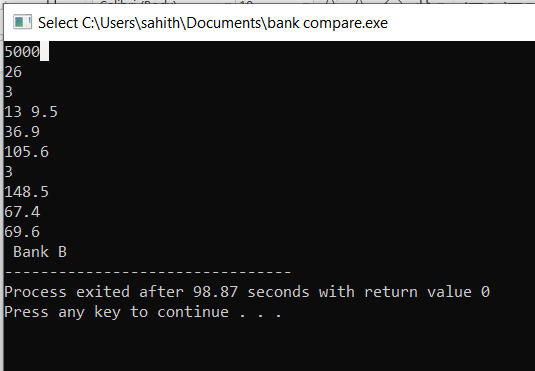 Select C:\Users\sahith\Documents\bank compare.exe
5000
26
3
13 9.5
36.9
105.6
3
148.5
67.4
69.6
Bank B
--------------------------------
Process exited after 98.87 seconds with return value 0
Press any key to continue . . .